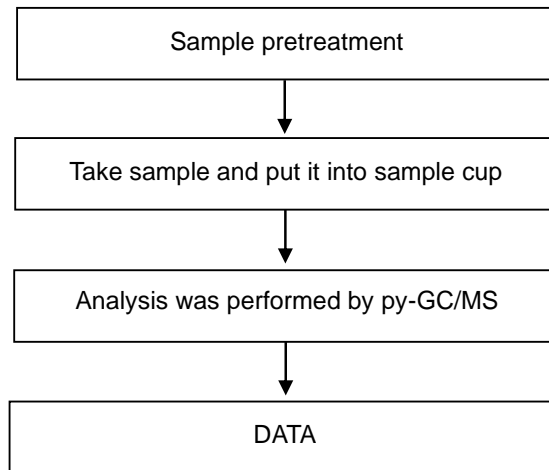 Sample pretreatment
Take sample and put it into sample cup
Analysis was performed by py-GC/MS
DATA